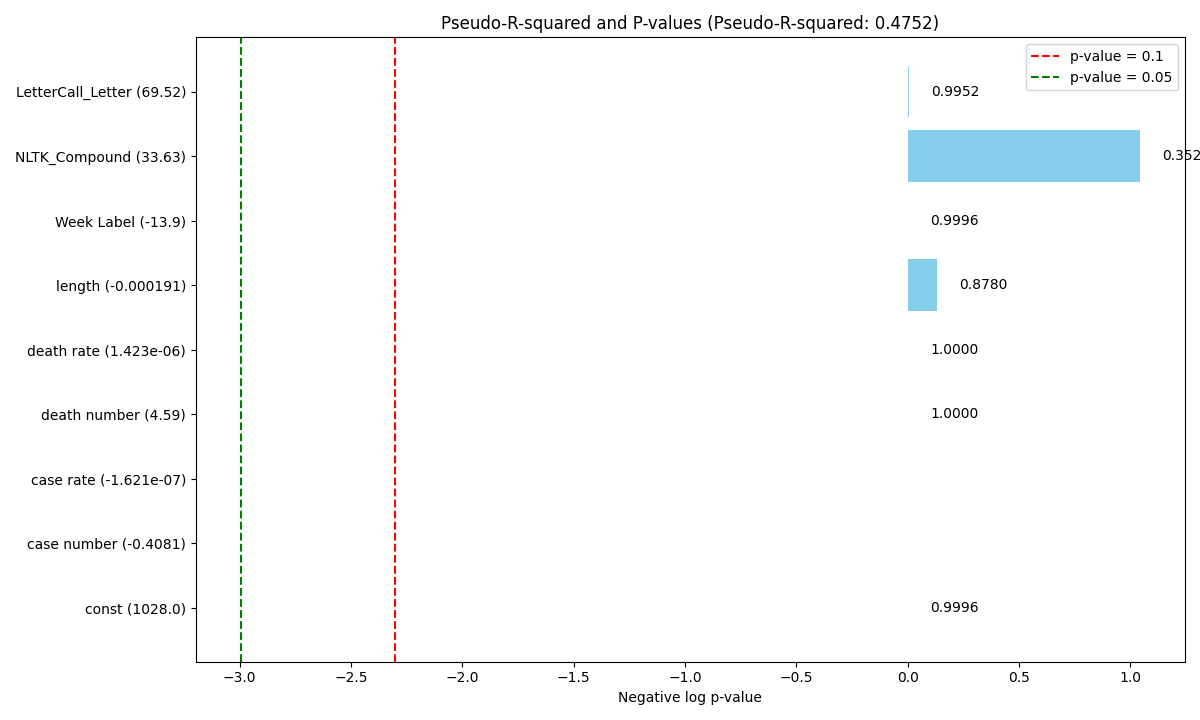 Pseudo-R-squared and P-values (Pseudo-R-squared: 0.4752)
p-value = 0.1
p-value = 0.05
LetterCall_Letter (69.52)
0.9952
NLTK_Compound (33.63)
0.352
Week Label (-13.9)
0.9996
length (-0.000191)
0.8780
death rate (1.423e-06)
1.0000
death number (4.59)
1.0000
case rate (-1.621e-07)
case number (-0.4081)
const (1028.0)
0.9996
−3.0 −2.5 −2.0 −1.5 −1.0 −0.5 0.0 0.5 1.0
Negative log p-value